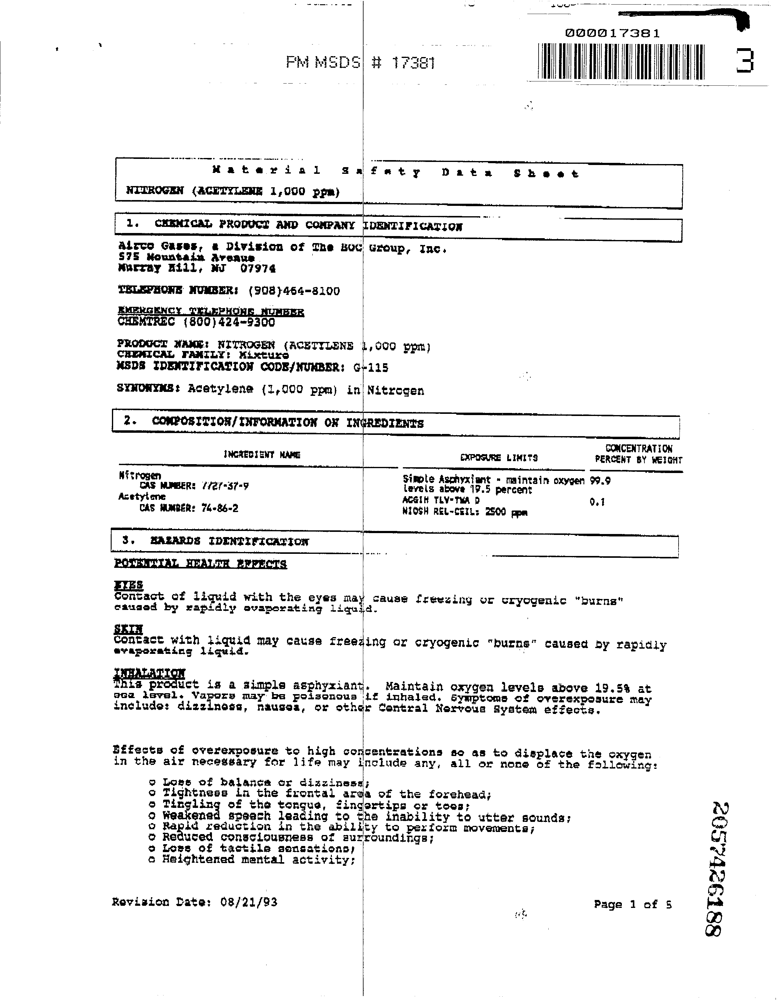 000017381
PM MSDS # 17381
3
Material Safety Data Sheet
NITROGEN (ACETYLENE 1,000 ppm)
1. CHEMICAL PRODUCT AND COMPANY IDENTIFICATION
Airco Gases, a Division of The BOC Group, Inc.
575 Mountain Avenue
Murray Hill, NJ 07974
TELEPHONE NUMBER: (908)464-8100
EMERGENCY TELEPHONE NUMBER
CHEMTREC (800)424-9300
PRODUCT NAME: NITROGEN (ACETYLENE 1,000 ppm)
CHEMICAL FAMILY: Mixture
MSDS IDENTIFICATION CODE/NUMBER: G-115
SYNONYMS: Acetylene (1,000 ppm) in Nitrogen
2. COMPOSITION/INFORMATION ON INGREDIENTS
INGREDIENT NAME EXPOSURE LIMITS CONCENTRATION
PERCENT BY WEIGHT
Nitrogen Simple Asphyxiant - maintain oxygen 99.9
CAS NUMBER: 7727-37-9 levels above 19.5 percent
Acetylene ACGIH TLV-TWA D 0.1
CAS NUMBER: 74-86-2 NIOSH REL-CEIL: 2500 ppm
3. HAZARDS IDENTIFICATION
POTENTIAL HEALTH EFFECTS
EYES
Contact of liquid with the eyes may cause freezing or cryogenic "burns"
caused by rapidly evaporating liquid.
SKIN
Contact with liquid may cause freezing or cryogenic "burns" caused by rapidly
evaporating liquid.
INHALATION
This product is a simple asphyxiant. Maintain oxygen levels above 19.5% at
sea level. Vapors may be poisonous if inhaled. Symptoms of overexposure may
include: dizziness, nausea, or other Central Nervous System effects.
Effects of overexposure to high concentrations so as to displace the oxygen
in the air necessary for life may include any, all or none of the following:
o Loss of balance or dizziness;
o Tightness in the frontal area of the forehead;
o Tingling of the tongue, fingertips or toes;
o Weakened speech leading to the inability to utter sounds;
o Rapid reduction in the ability to perform movements;
o Reduced consciousness of surroundings;
o Loss of tactile sensations;
o Heightened mental activity;
Revision Date: 08/21/93 Page 1 of 5
2057426188